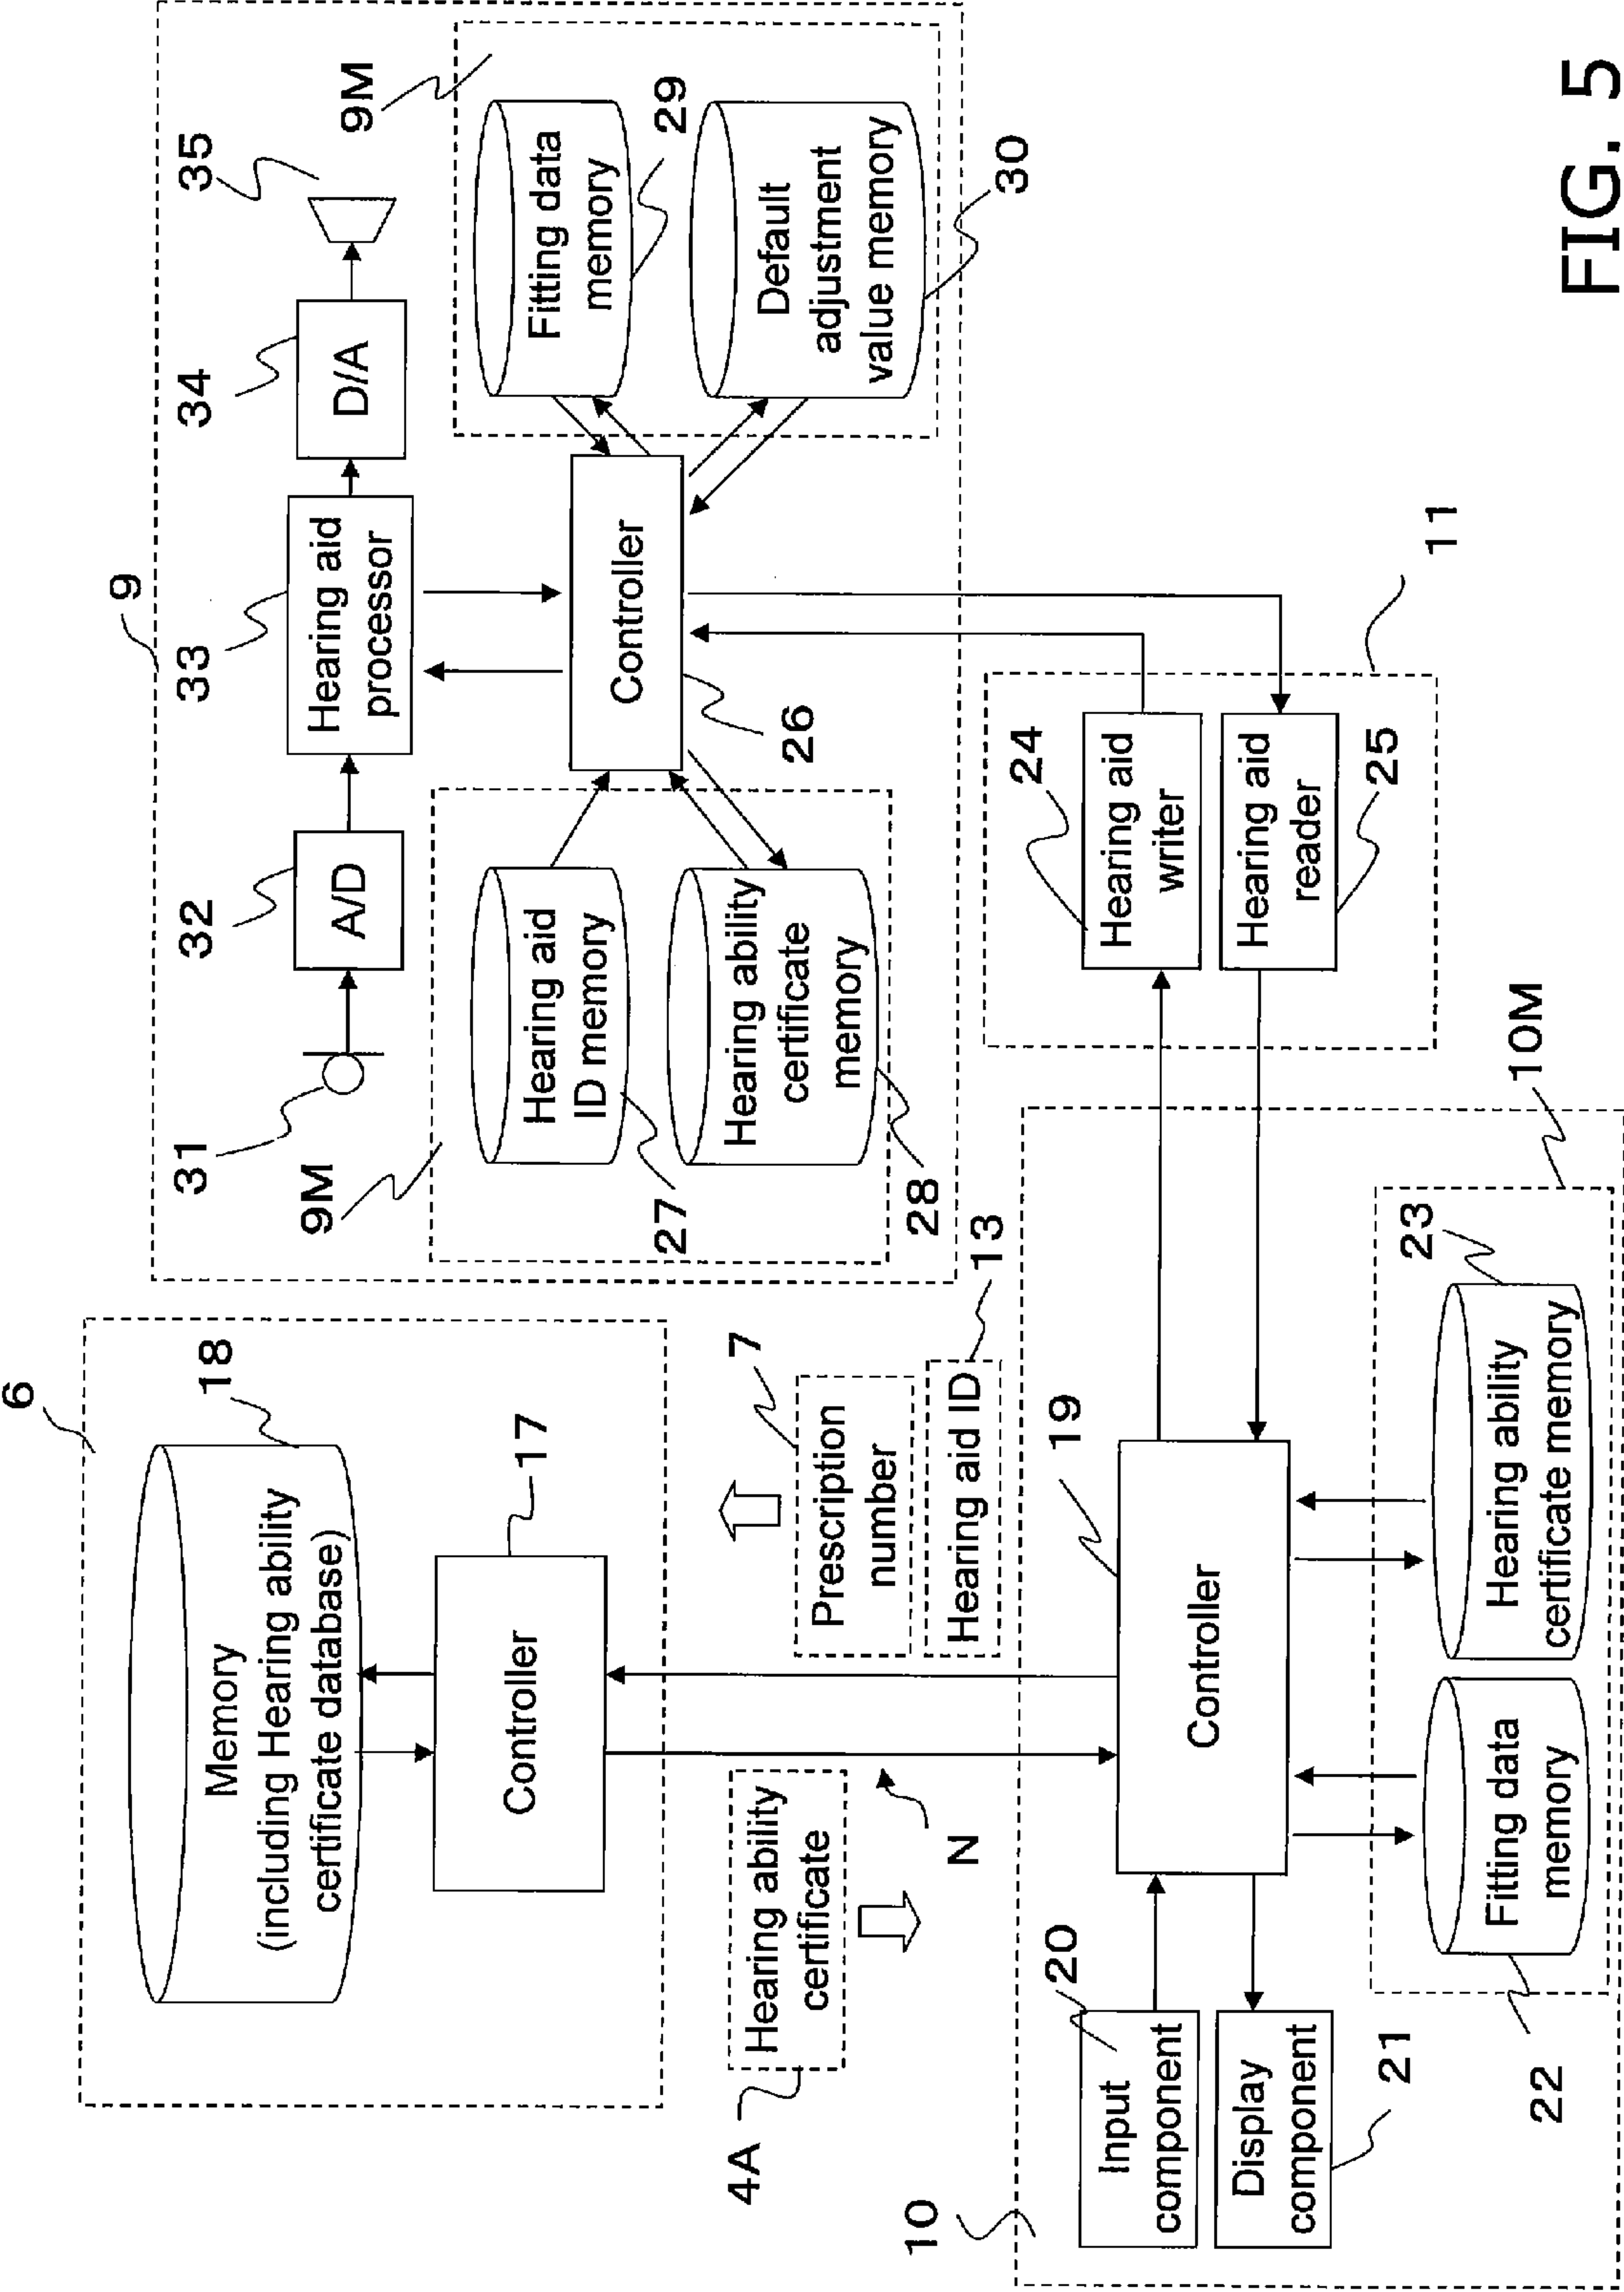 6
18
Memory
(including Hearing ability
certificate database)
17
Controller
4A
Hearing ability
certificate
N
7
Prescription
number
Hearing aid ID
13
10
20
Input
component
Display
component
21
19
Controller
22
Fitting data
memory
23
Hearing ability
certificate memory
10M
9
31
32
A/D
33
Hearing aid
processor
34
D/A
35
9M
Hearing aid
ID memory
27
Hearing ability
certificate
memory
28
Controller
26
9M
Fitting data
memory
29
Default
adjustment
value memory
30
24
Hearing aid
writer
Hearing aid
reader
25
11
FIG. 5